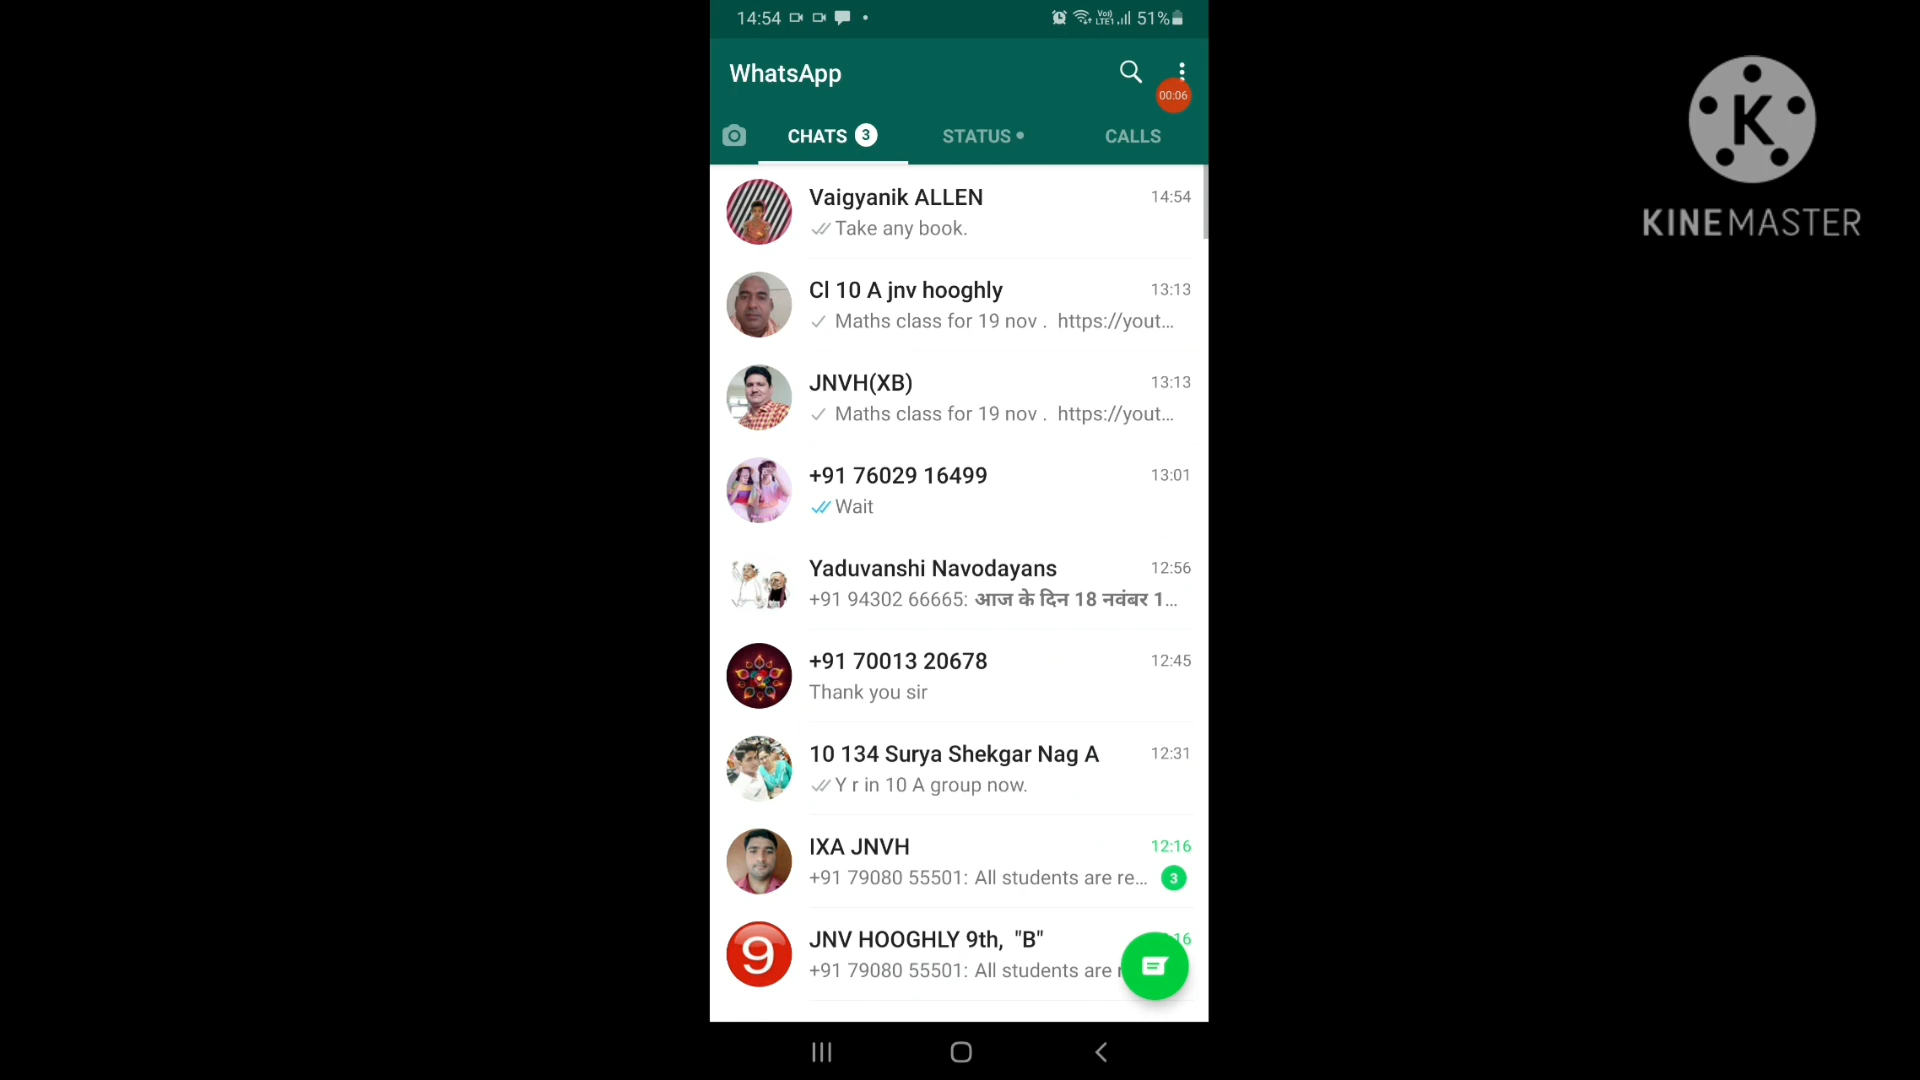 14:54 51%
WhatsApp
00:06
CHATS 3 STATUS CALLS
Vaigyanik ALLEN 14:54
Take any book.
Cl 10 A jnv hooghly 13:13
Maths class for 19 nov . https://yout...
JNVH(XB) 13:13
Maths class for 19 nov . https://yout...
+91 76029 16499 13:01
Wait
Yaduvanshi Navodayans 12:56
+91 94302 66665: आज के दिन 18 नवंबर 1...
+91 70013 20678 12:45
Thank you sir
10 134 Surya Shekgar Nag A 12:31
Y r in 10 A group now.
IXA JNVH 12:16
+91 79080 55501: All students are re... 3
9
JNV HOOGHLY 9th, "B" 16
+91 79080 55501: All students are
K
KINEMASTER